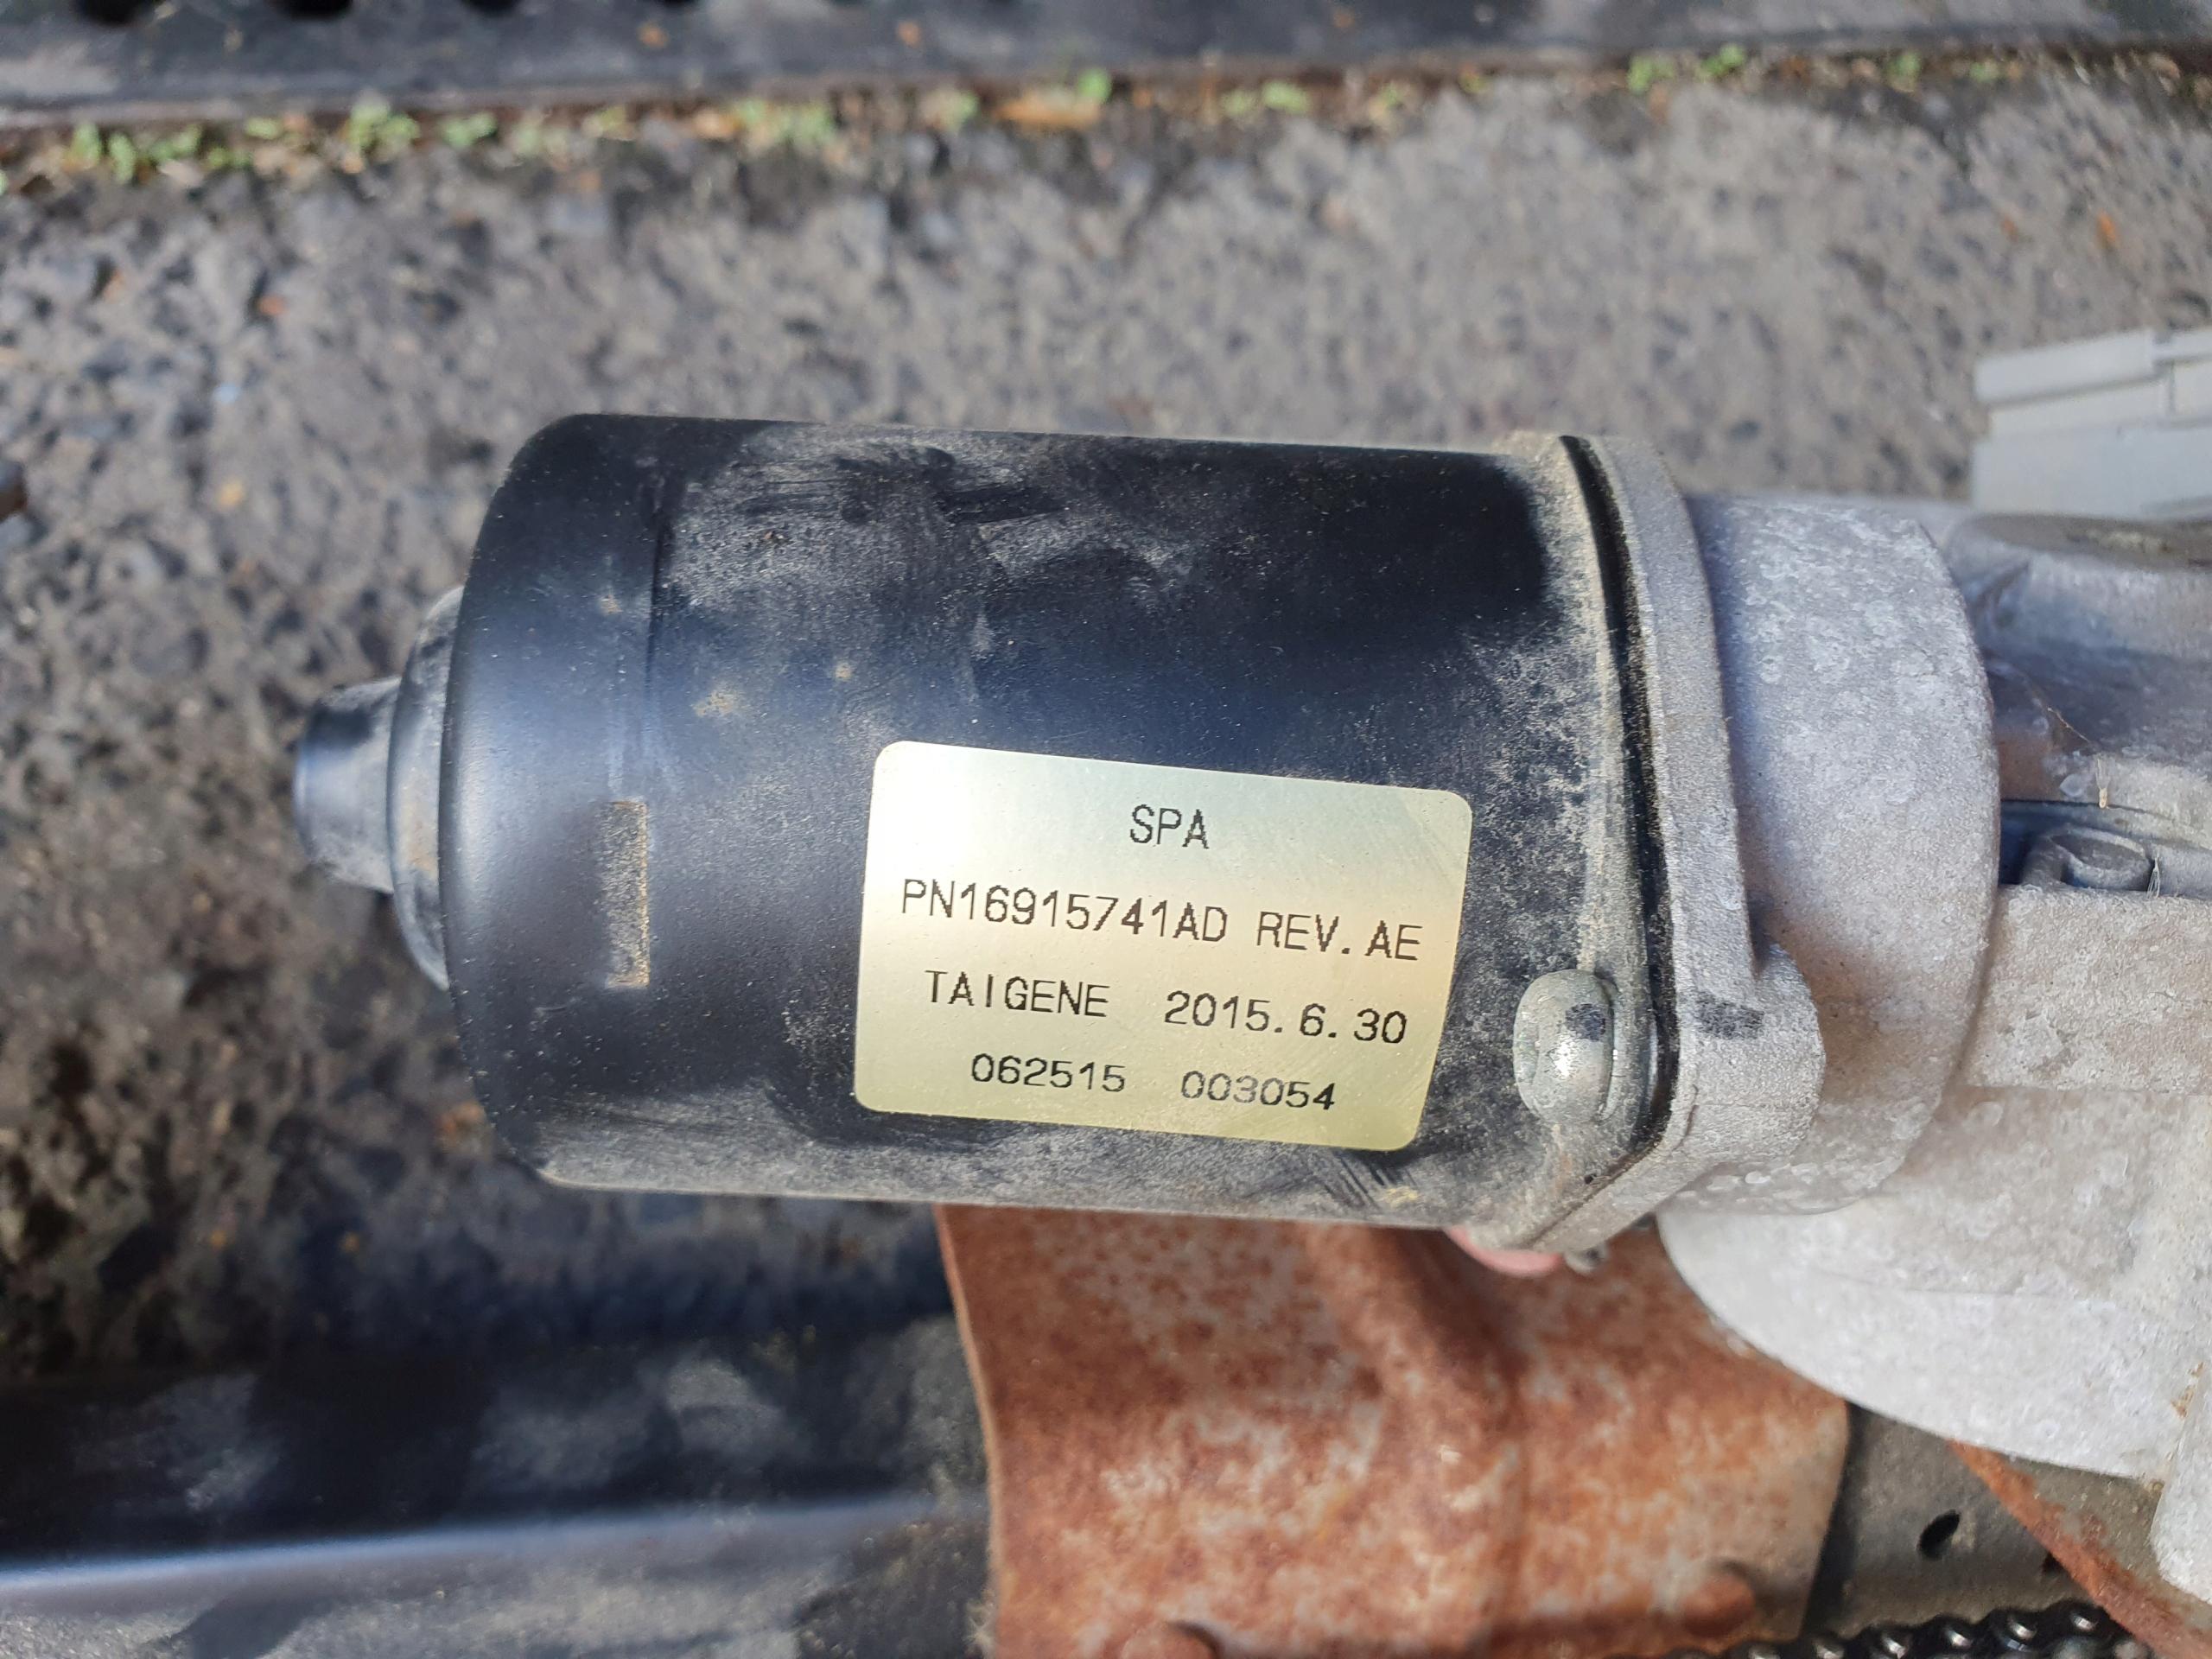 SPA
PN16915741AD REV.AE
TAIGENE 2015.6.30
062515 003054